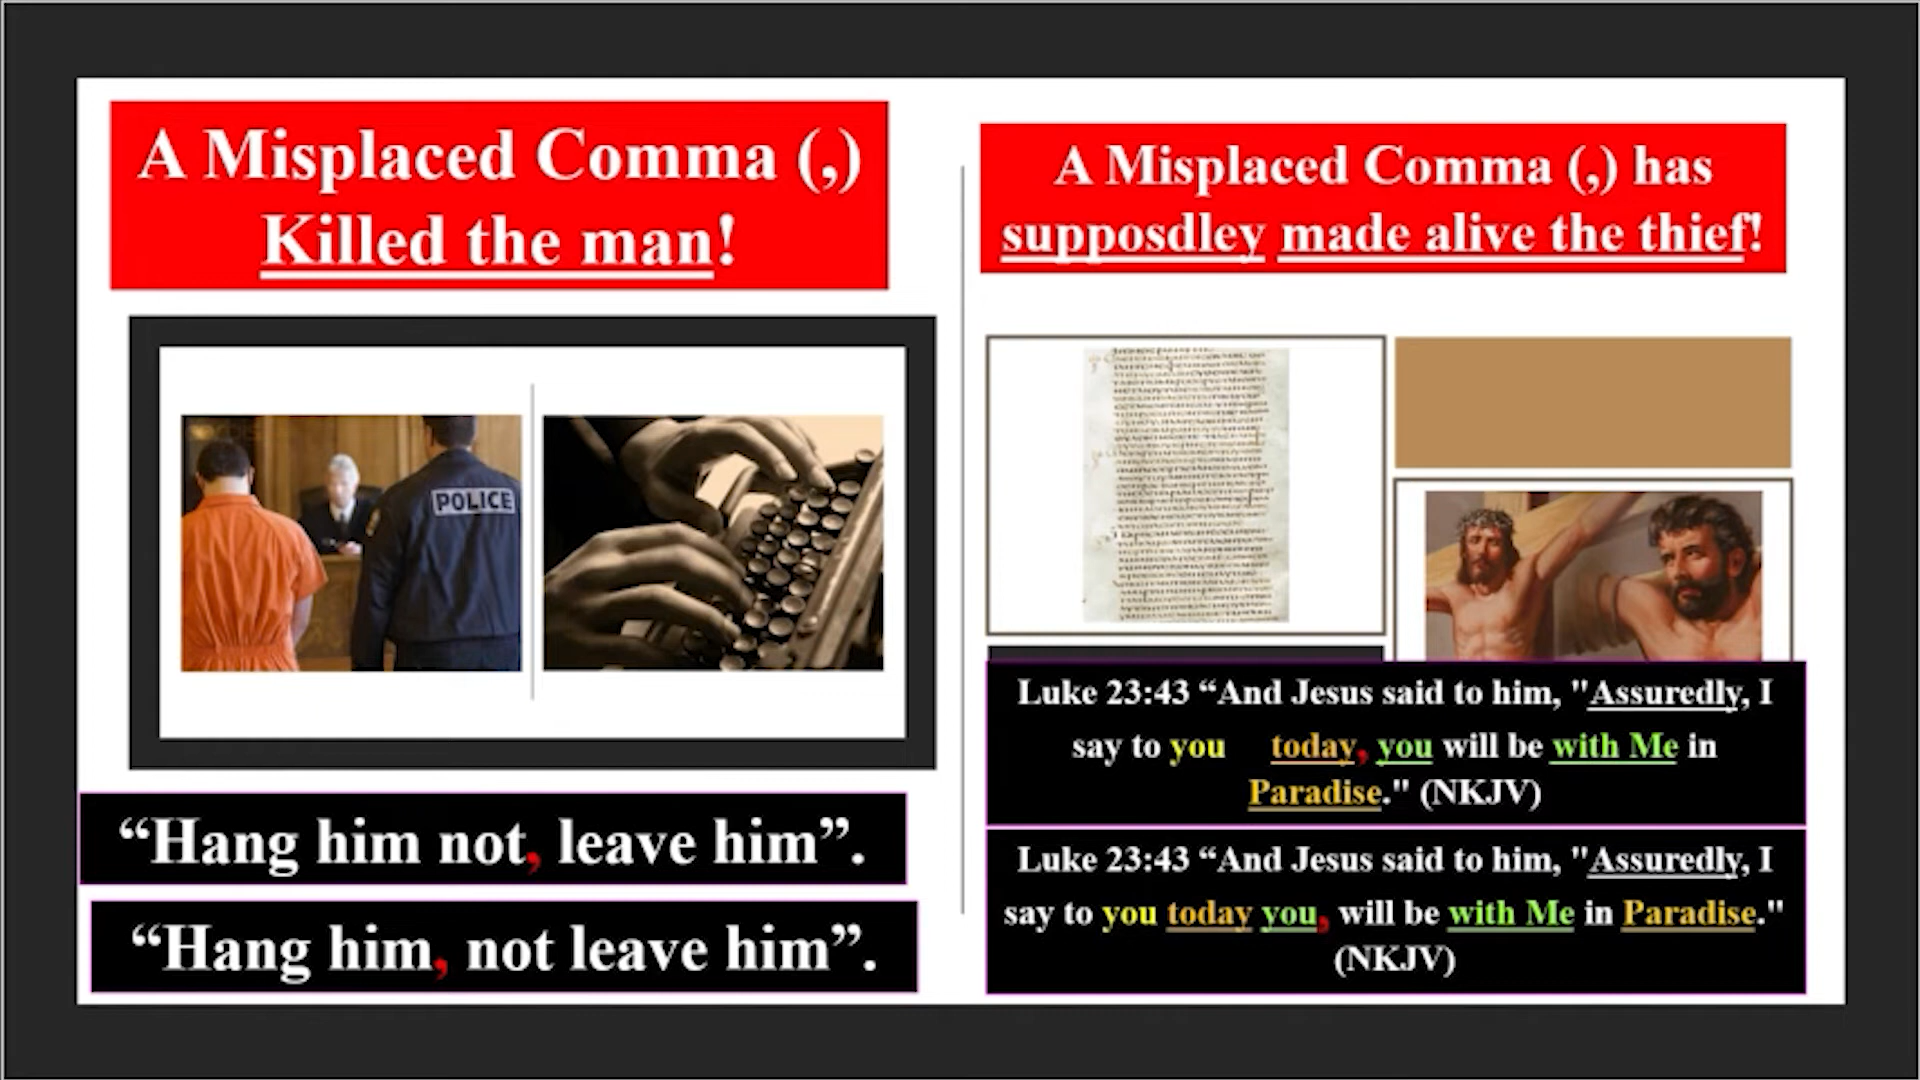 A Misplaced Comma (,)
Killed the man!
POLICE
“Hang him not, leave him”.
“Hang him, not leave him”.
A Misplaced Comma (,) has
supposdley made alive the thief!
Luke 23:43 “And Jesus said to him, "Assuredly, I
say to you today, you will be with Me in
Paradise." (NKJV)
Luke 23:43 “And Jesus said to him, "Assuredly, I
say to you today you, will be with Me in Paradise."
(NKJV)